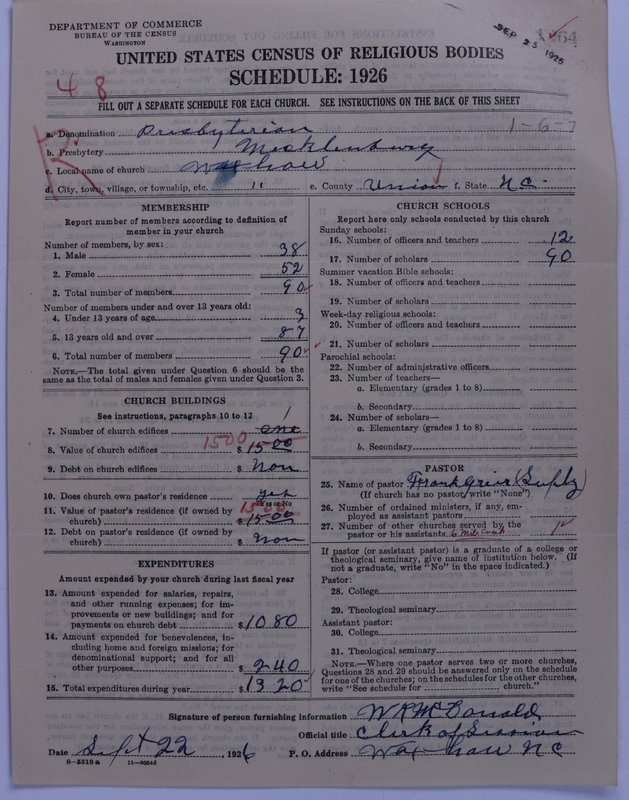 DEPARTMENT OF COMMERCE
BUREAU OF THE CENSUS
WASHINGTON
SEP 25 1926
UNITED STATES CENSUS OF RELIGIOUS BODIES
SCHEDULE: 1926
48
FILL OUT A SEPARATE SCHEDULE FOR EACH CHURCH. SEE INSTRUCTIONS ON THE BACK OF THIS SHEET
a. Denomination Presbyterian 1-6-7
b. Presbytery Mecklenburg
c. Local name of church Waxhaw
d. City, town, village, or township, etc. " e. County Union f. State NC
MEMBERSHIP
Report number of members according to definition of
member in your church
Number of members, by sex:
1. Male 38
2. Female 52
3. Total number of members 90
Number of members under and over 13 years old:
4. Under 13 years of age 3
5. 13 years old and over 87
6. Total number of members 90
NOTE.—The total given under Question 6 should be
same as the total of males and females given under Question 3.
CHURCH BUILDINGS
See instructions, paragraphs 10 to 12
1
7. Number of church edifices one
1500
8. Value of church edifices $ 1500
9. Debt on church edifices $ Non
10. Does church own pastor's residence yes
Yes or No
1500
11. Value of pastor's residence (if owned by
church) $ 1500
12. Debt on pastor's residence (if owned by
church) $ Non
EXPENDITURES
Amount expended by your church during last fiscal year
13. Amount expended for salaries, repairs,
and other running expenses; for im-
provements or new buildings; and for
payments on church debt $ 1080
14. Amount expended for benevolences, in-
cluding home and foreign missions; for
denominational support; and for all
other purposes $ 240
15. Total expenditures during year $ 1320
CHURCH SCHOOLS
Report here only schools conducted by this church
Sunday schools:
16. Number of officers and teachers 12
17. Number of scholars 90
Summer vacation Bible schools:
18. Number of officers and teachers
19. Number of scholars
Week-day religious schools:
20. Number of officers and teachers
21. Number of scholars
Parochial schools:
22. Number of administrative officers
23. Number of teachers—
a. Elementary (grades 1 to 8)
b. Secondary
24. Number of scholars—
a. Elementary (grades 1 to 8)
b. Secondary
PASTOR
25. Name of pastor Frank Grier (Suply)
(If church has no pastor, write "None")
26. Number of ordained ministers, if any, em-
ployed as assistant pastors
27. Number of other churches served by the
pastor or his assistants 6 Mile Creek 1
If pastor (or assistant pastor) is a graduate of a college or
theological seminary, give name of institution below. (If
not a graduate, write "No" in the space indicated.)
Pastor:
28. College
29. Theological seminary
Assistant pastor:
30. College
31. Theological seminary
NOTE.—Where one pastor serves two or more churches,
Questions 28 and 29 should be answered only on the schedule
for one of the churches; on the schedules for the other churches,
write "See schedule for church."
Signature of person furnishing information W R McDonald
Official title Clerk of Session
Date Sept 22, 1926 P. O. Address Waxhaw NC